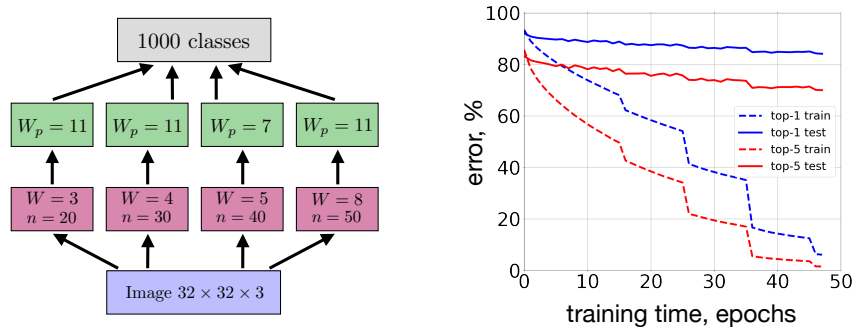 1000 classes
W_p = 11
W_p = 11
W_p = 7
W_p = 11
W = 3
n = 20
W = 4
n = 30
W = 5
n = 40
W = 8
n = 50
Image 32 × 32 × 3
error, %
100
80
60
40
20
0
0 10 20 30 40 50
training time, epochs
top-1 train
top-1 test
top-5 train
top-5 test